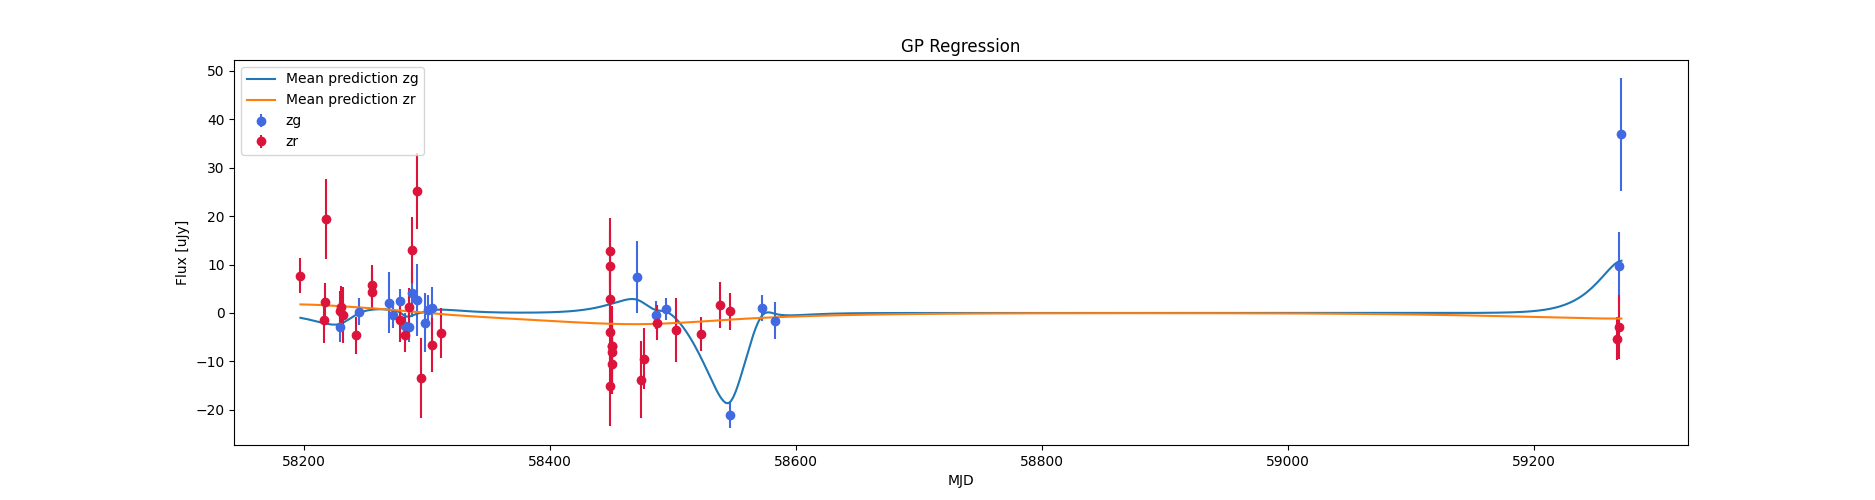 GP Regression
Mean prediction zg
Mean prediction zr
zg
zr
50
40
30
20
10
0
−10
−20
Flux [uJy]
58200
58400
58600
58800
59000
59200
MJD